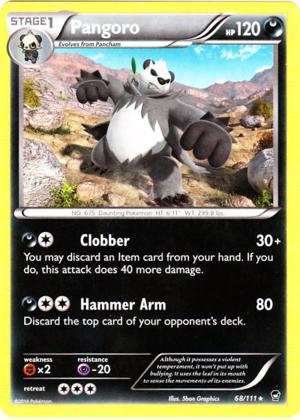 STAGE1
Pangoro
HP 120
Evolves from Pancham
NO. 675 Daunting Pokémon HT: 6'11" WT: 299.8 lbs.
Clobber 30+
You may discard an Item card from your hand. If you
do, this attack does 40 more damage.
Hammer Arm 80
Discard the top card of your opponent's deck.
weakness
×2
resistance
-20
retreat
Although it possesses a violent
temperament, it won't put up with
bullying. It uses the leaf in its mouth
to sense the movements of its enemies.
Illus. 5ban Graphics
68/111
©2014 Pokémon